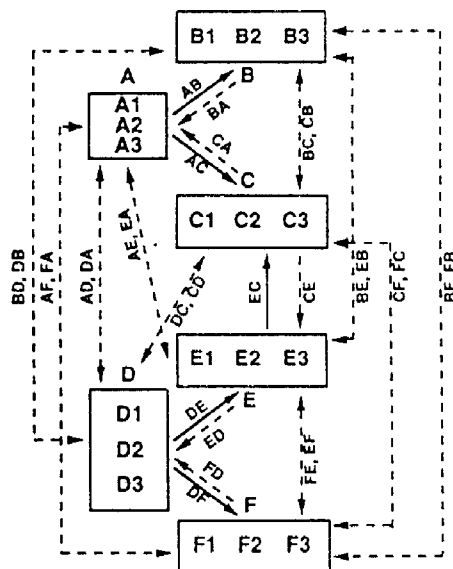 B1 B2 B3
A
B
AB
BA
A1
A2
A3
CA
AC
BC, CB
C
C1 C2 C3
BD, DB
AF, FA
AD, DA
AE, EA
DC, CD
EC
CE
BE, EB
CF, FC
BF, FB
E1 E2 E3
D
E
DE
ED
D1
D2
D3
FD
DF
FE, EF
F
F1 F2 F3